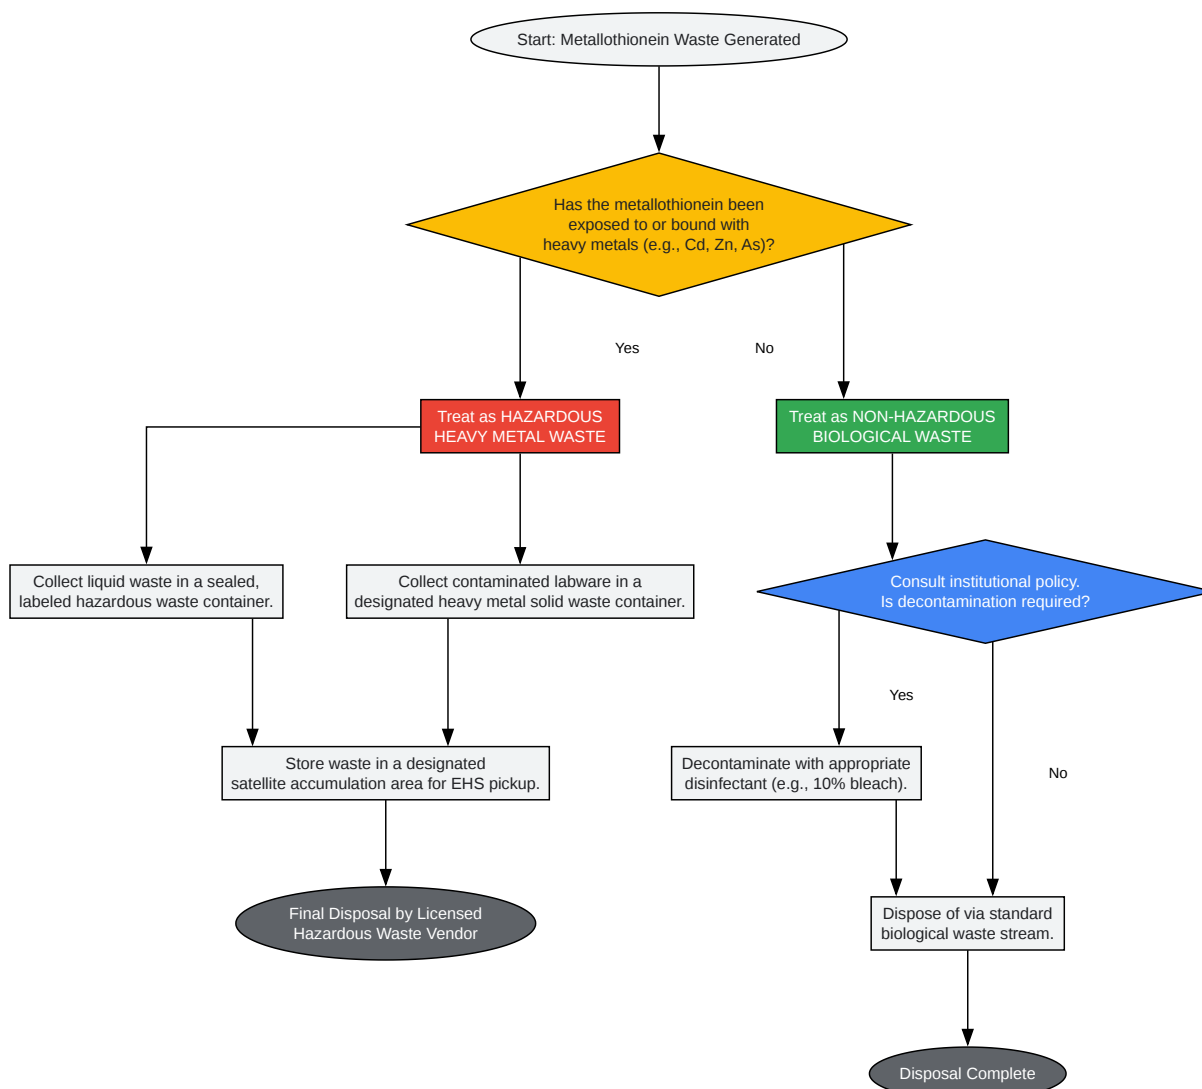 Start: Metallothionein Waste Generated
Has the metallothionein been
exposed to or bound with
heavy metals (e.g., Cd, Zn, As)?
Yes
No
Treat as HAZARDOUS
HEAVY METAL WASTE
Treat as NON-HAZARDOUS
BIOLOGICAL WASTE
Collect liquid waste in a sealed,
labeled hazardous waste container.
Collect contaminated labware in a
designated heavy metal solid waste container.
Consult institutional policy.
Is decontamination required?
Yes
Store waste in a designated
satellite accumulation area for EHS pickup.
Decontaminate with appropriate
disinfectant (e.g., 10% bleach).
No
Final Disposal by Licensed
Hazardous Waste Vendor
Dispose of via standard
biological waste stream.
Disposal Complete